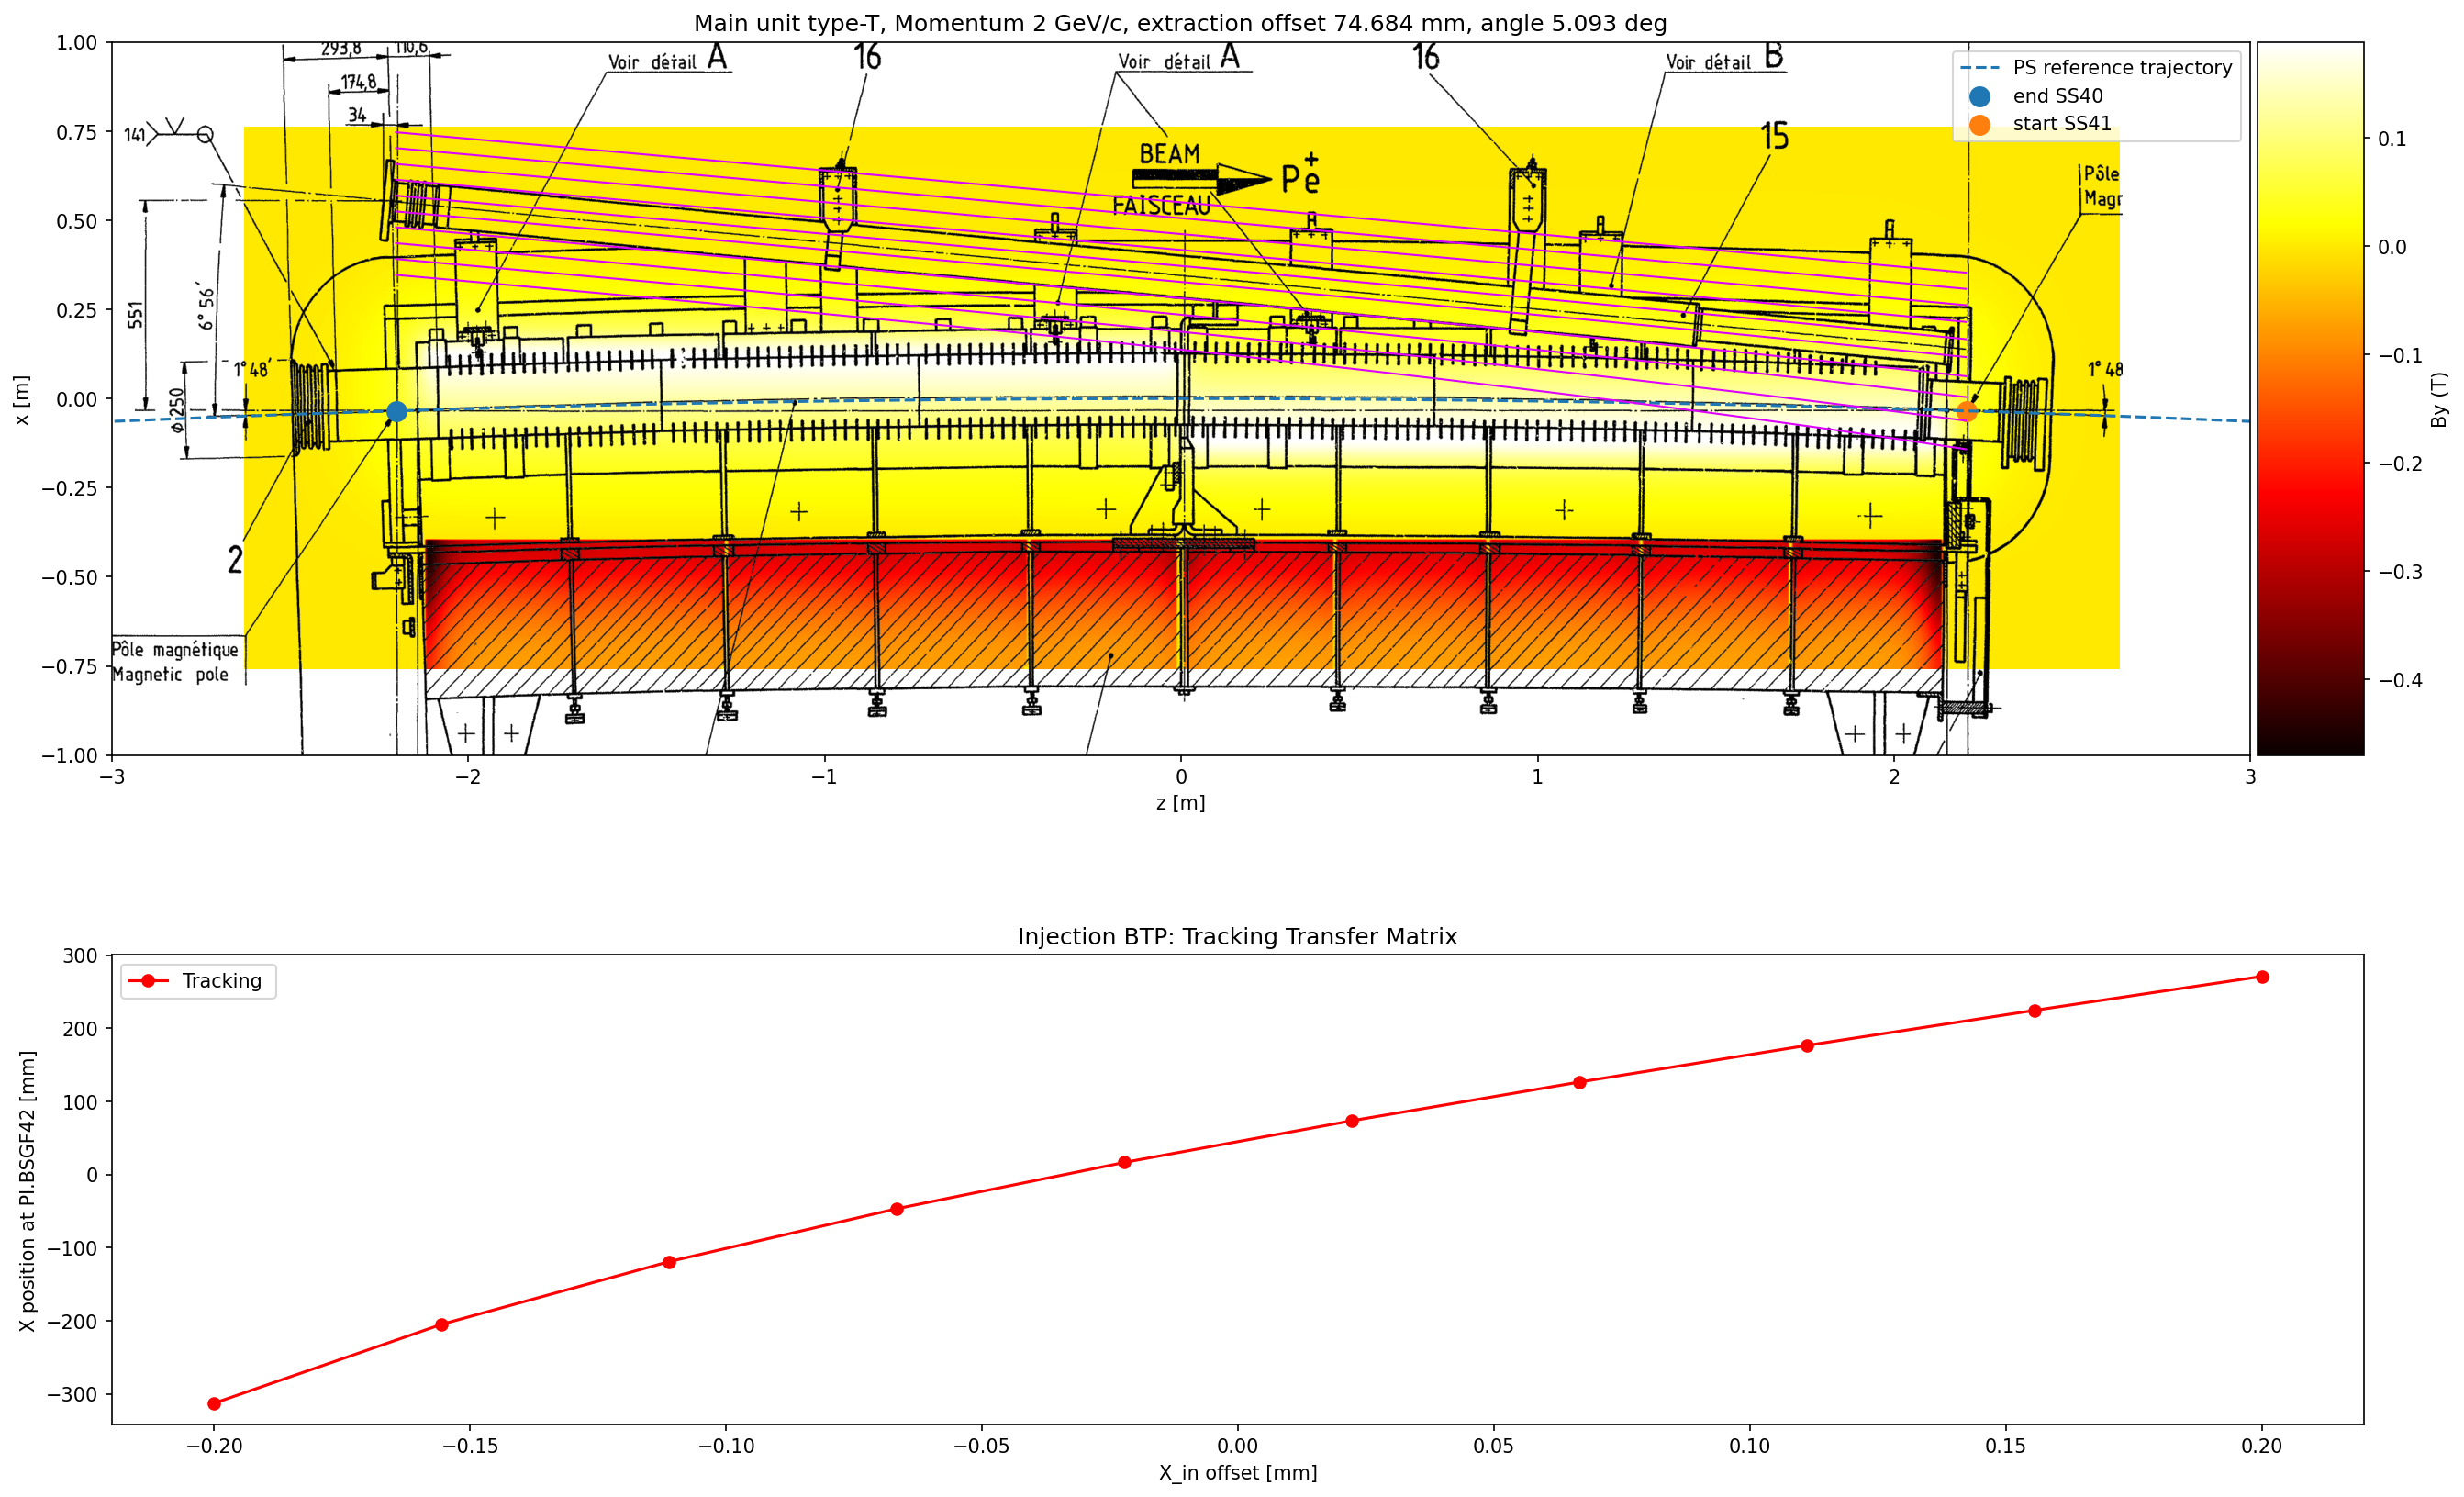 Main unit type-T, Momentum 2 GeV/c, extraction offset 74.684 mm, angle 5.093 deg
1.00
0.75
0.50
0.25
0.00
−0.25
−0.50
−0.75
−1.00
x [m]
293,8
110,6
174,8
34
141
551
6° 56´
1° 48´
ϕ 250
2
Pôle magnétique
Magnetic pole
Voir détail A
16
Voir détail A
16
Voir détail B
BEAM
FAISCEAU
P e +
15
Pôle
Magr
1° 48
PS reference trajectory
end SS40
start SS41
−3
−2
−1
0
1
2
3
z [m]
0.1
0.0
−0.1
−0.2
−0.3
−0.4
By (T)
Injection BTP: Tracking Transfer Matrix
Tracking
300
200
100
0
−100
−200
−300
X position at PI.BSGF42 [mm]
−0.20
−0.15
−0.10
−0.05
0.00
0.05
0.10
0.15
0.20
X_in offset [mm]